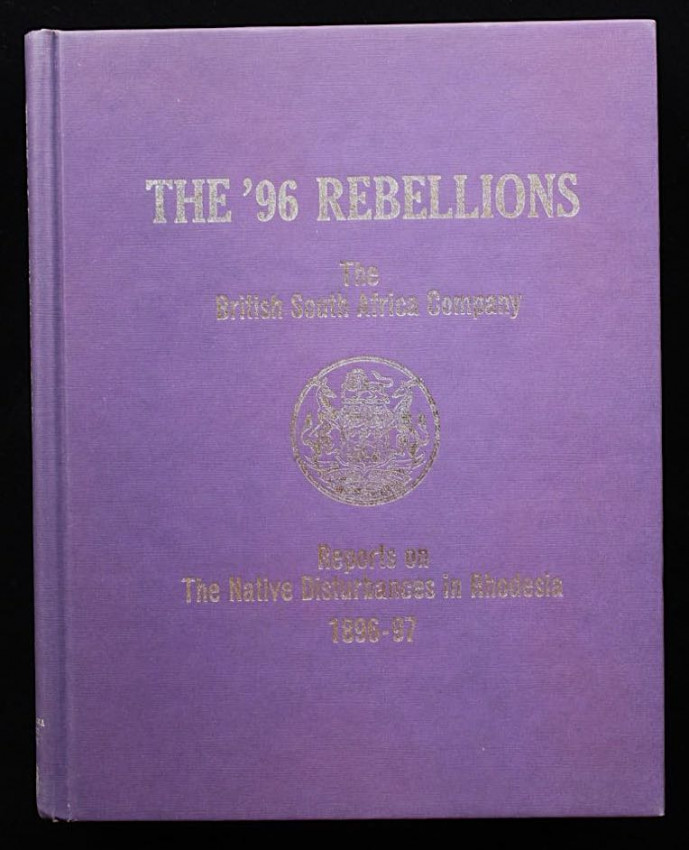 THE '96 REBELLIONS
The
British South Africa Company
Reports on
The Native Disturbances in Rhodesia
1896-97